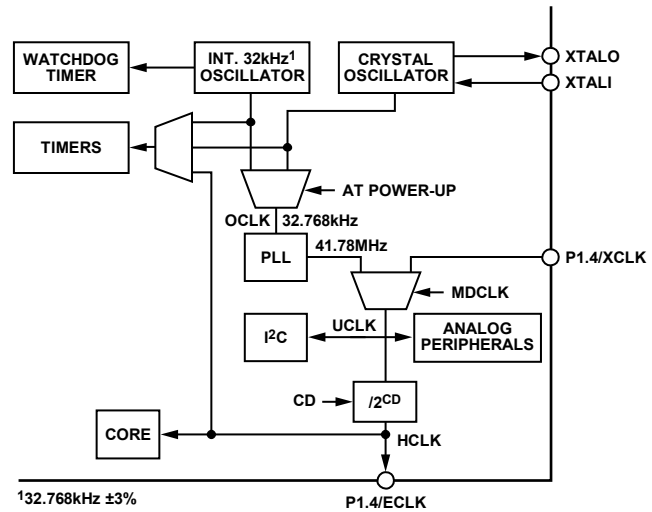 WATCHDOG
TIMER
INT. 32kHz¹
OSCILLATOR
CRYSTAL
OSCILLATOR
XTALO
XTALI
TIMERS
AT POWER-UP
OCLK
32.768kHz
PLL
41.78MHz
P1.4/XCLK
MDCLK
I²C
UCLK
ANALOG
PERIPHERALS
CD
/2ᶜᴰ
CORE
HCLK
¹32.768kHz ±3%
P1.4/ECLK